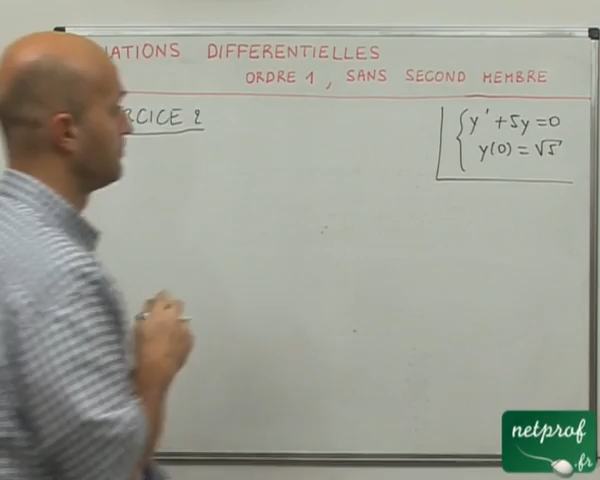 ATIONS DIFFERENTIELLES
ORDRE 1, SANS SECOND MEMBRE
RCICE 2
y' + 5y = 0
y(0) = √5
netprof
.fr